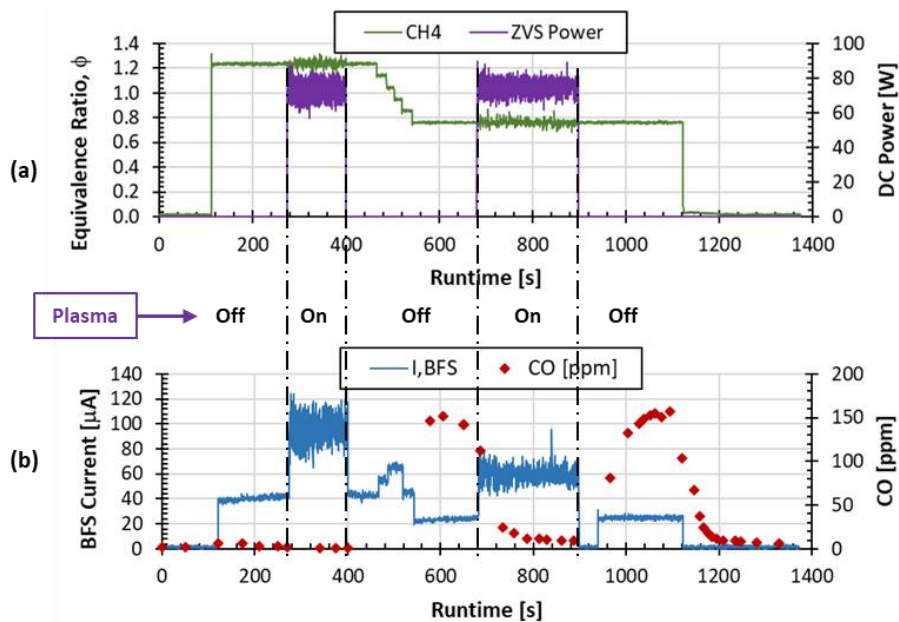 CH4 ZVS Power
(a)
Equivalence Ratio, ϕ
1.4
1.2
1.0
0.8
0.6
0.4
0.2
0.0
100
80
60
40
20
0
DC Power [W]
0 200 400 600 800 1000 1200 1400
Runtime [s]
Plasma Off On Off On Off
I,BFS CO [ppm]
(b)
BFS Current [μA]
140
120
100
80
60
40
20
0
200
150
100
50
0
CO [ppm]
0 200 400 600 800 1000 1200 1400
Runtime [s]